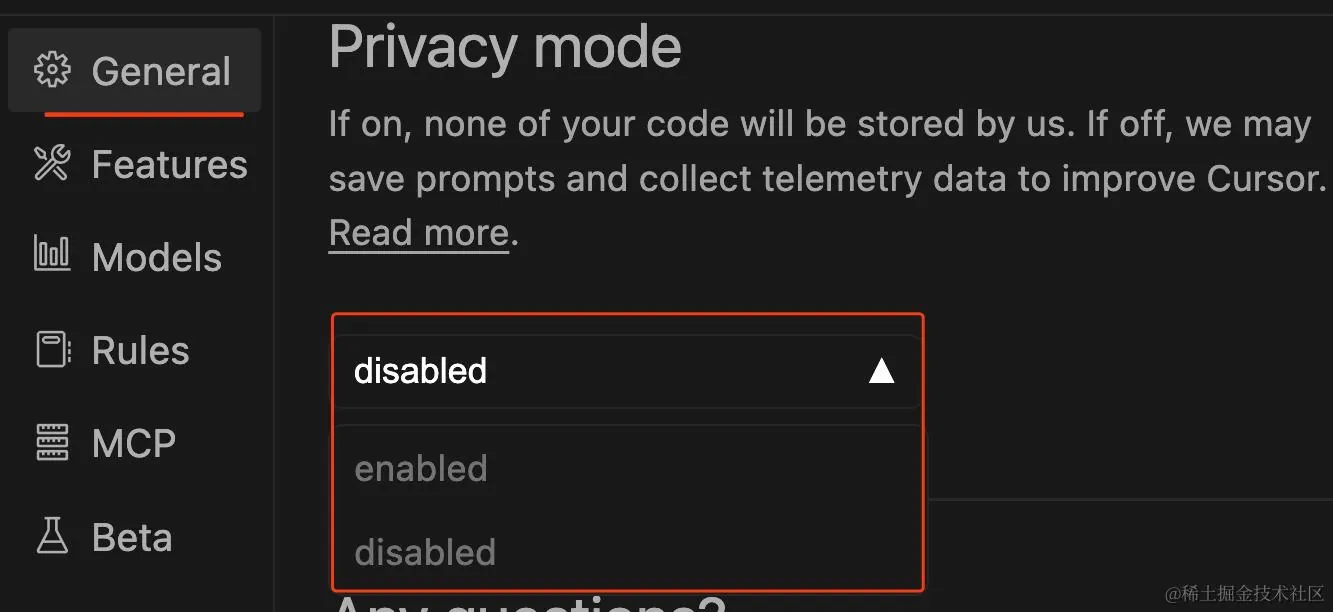 General
Features
Models
Rules
MCP
Beta
Privacy mode
If on, none of your code will be stored by us. If off, we may
save prompts and collect telemetry data to improve Cursor.
Read more.
disabled
enabled
disabled
Any questions?
@稀土掘金技术社区